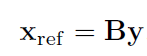 𝐱_ref = 𝐁𝐲